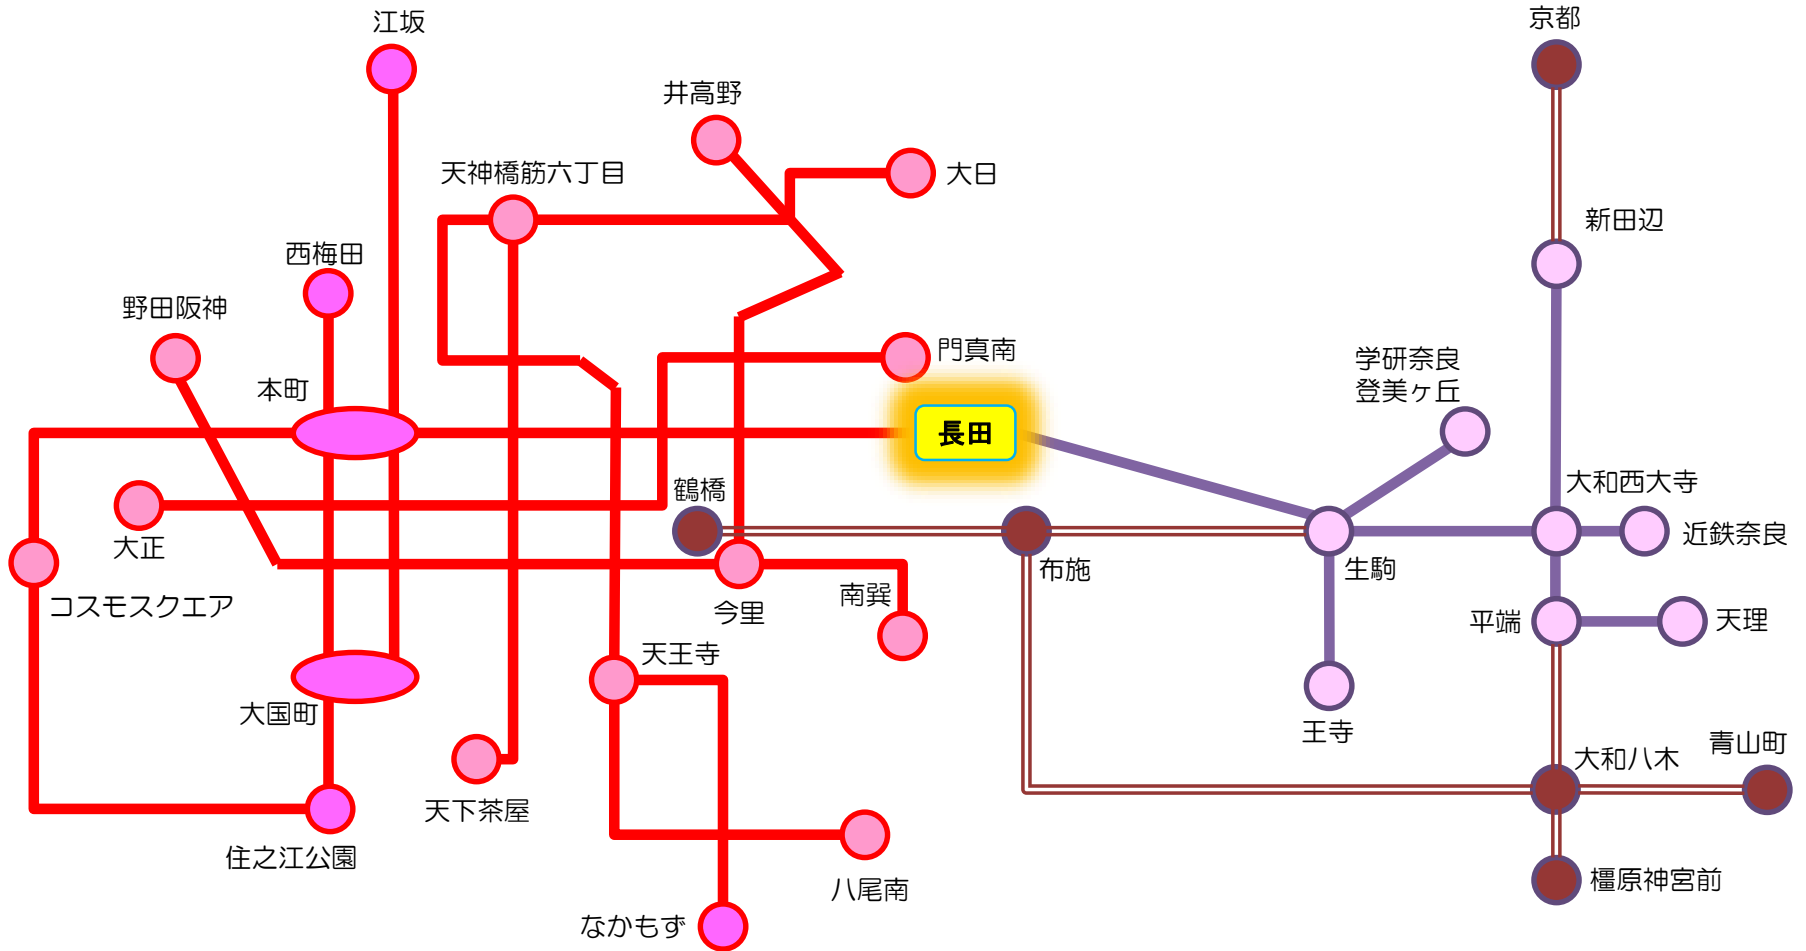 江坂
京都
井高野
天神橋筋六丁目
大日
新田辺
西梅田
野田阪神
門真南
学研奈良
登美ヶ丘
本町
長田
鶴橋
大和西大寺
近鉄奈良
大正
布施
生駒
コスモスクエア
今里
南巽
平端
天理
天王寺
大国町
王寺
青山町
大和八木
天下茶屋
住之江公園
八尾南
橿原神宮前
なかもず